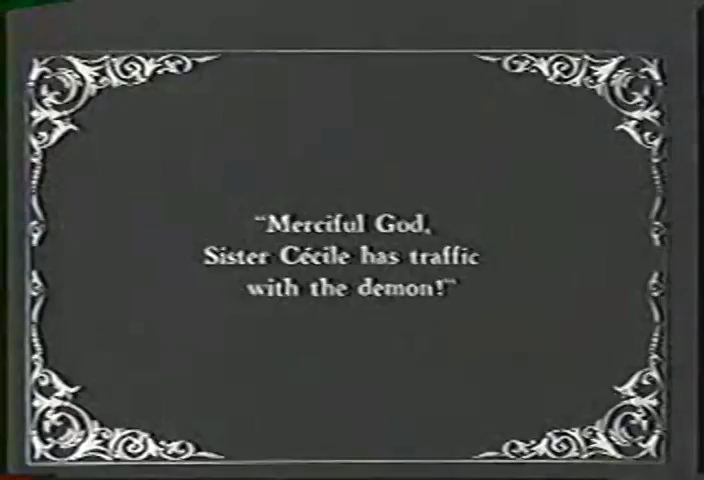 “Merciful God,
Sister Cécile has traffic
with the demon!”